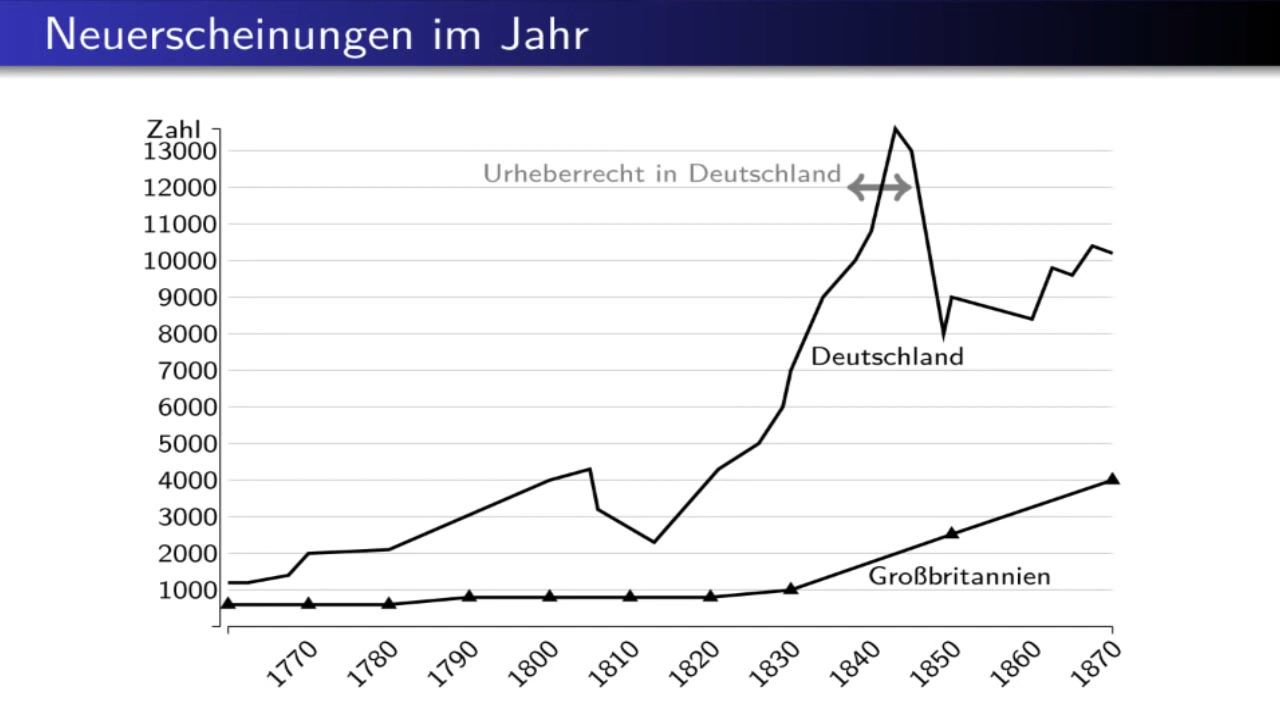 Neuerscheinungen im Jahr
Zahl
13000
Urheberrecht in Deutschland
12000
11000
10000
9000
8000
Deutschland
7000
6000
5000
4000
3000
2000
Großbritannien
1000
1770 1780 1790 1800 1810 1820 1830 1840 1850 1860 1870